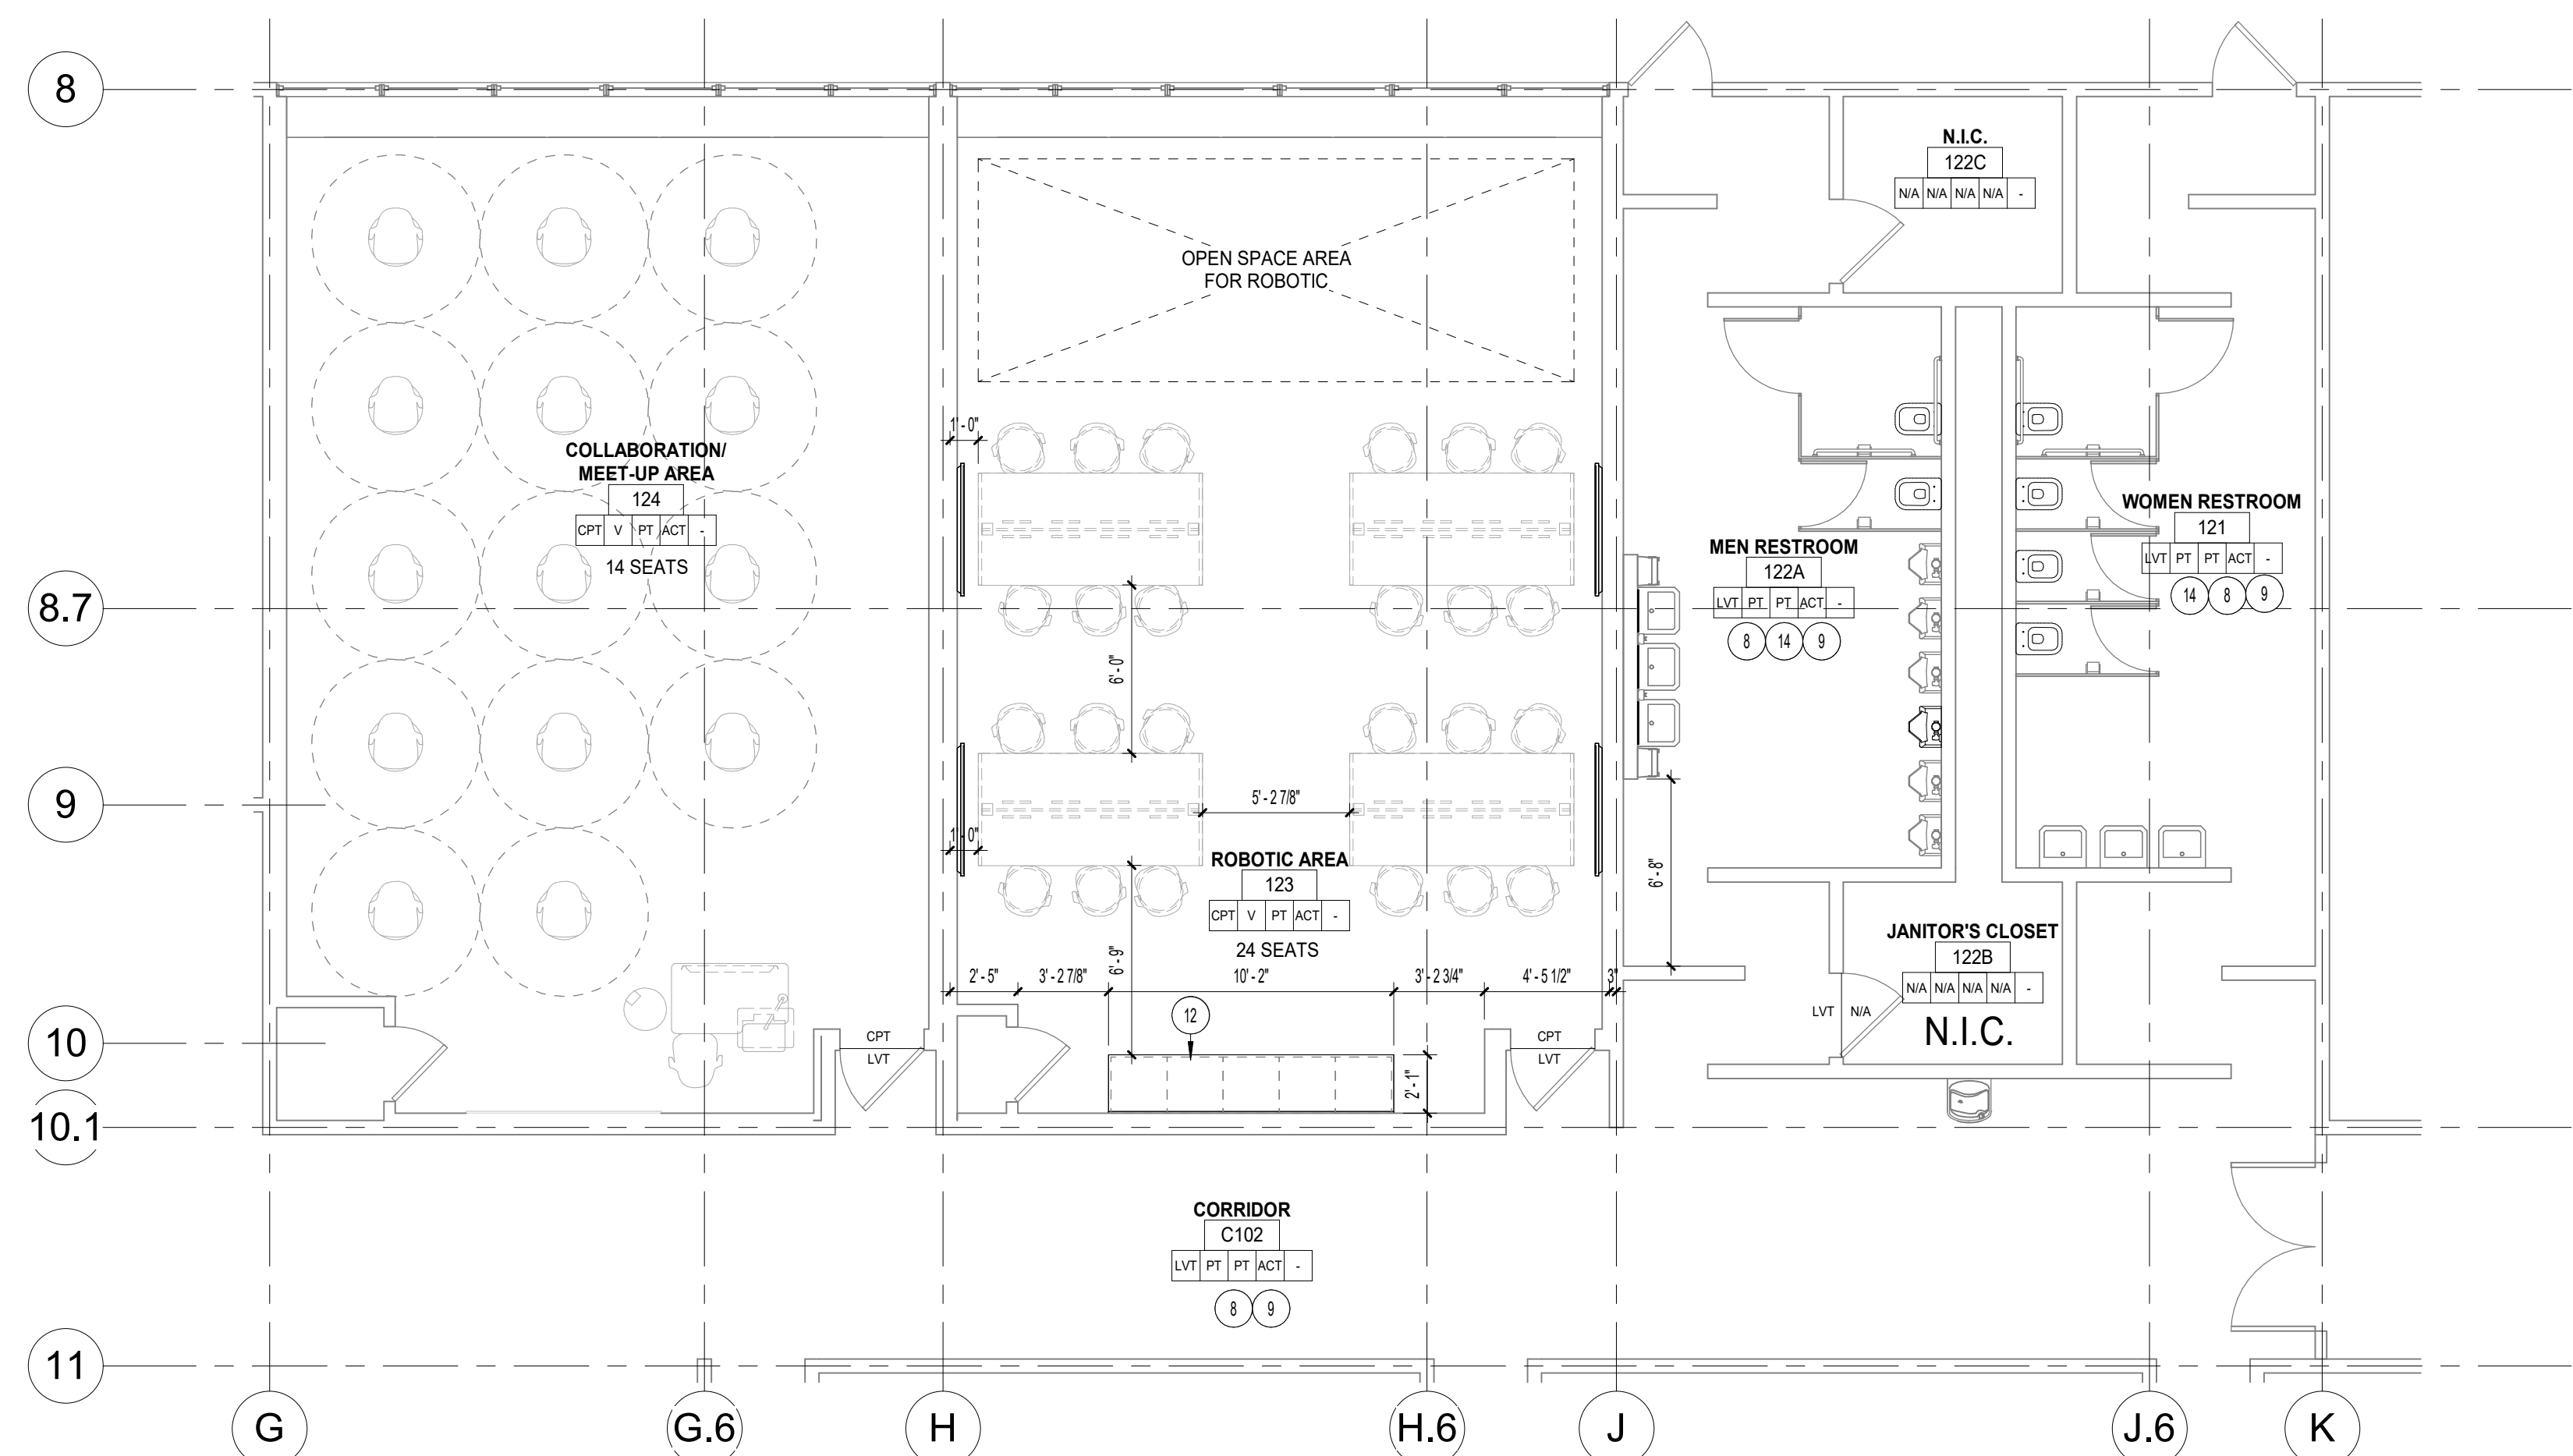 8
N.I.C.
122C
N/A N/A N/A N/A -
OPEN SPACE AREA
FOR ROBOTIC
1' - 0"
COLLABORATION/
MEET-UP AREA
124
CPT V PT ACT -
14 SEATS
WOMEN RESTROOM
121
LVT PT PT ACT -
14 8 9
MEN RESTROOM
122A
LVT PT PT ACT -
8 14 9
8.7
6' - 0"
9
5' - 2 7/8"
1' - 0"
ROBOTIC AREA
123
CPT V PT ACT -
24 SEATS
6' - 8"
6' - 9"
2' - 5" 3' - 2 7/8" 10' - 2" 3' - 2 3/4" 4' - 5 1/2" 3"
JANITOR'S CLOSET
122B
N/A N/A N/A N/A -
N.I.C.
LVT N/A
12
10
CPT
LVT
CPT
LVT
2' - 1"
10.1
CORRIDOR
C102
LVT PT PT ACT -
8 9
11
G G.6 H H.6 J J.6 K